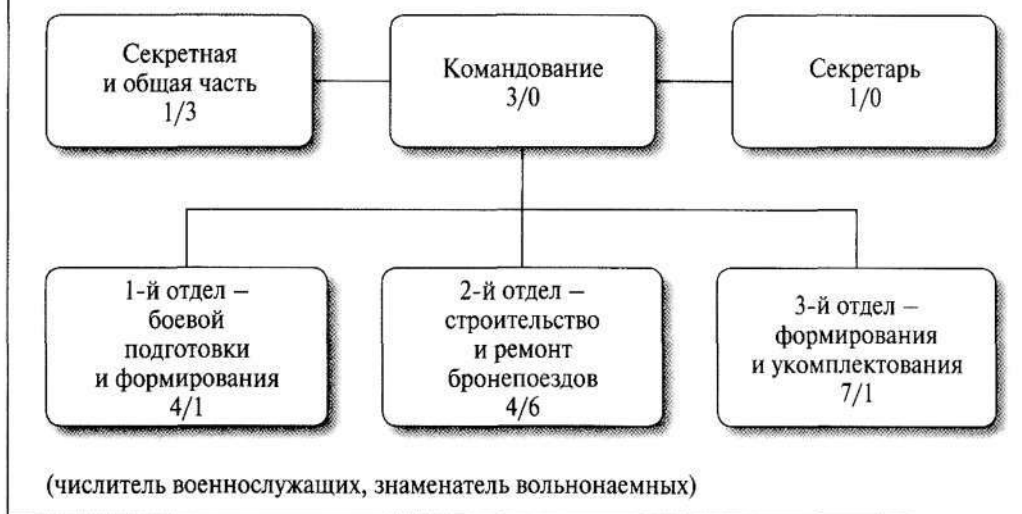 Секретная
и общая часть
1/3
Командование
3/0
Секретарь
1/0
1-й отдел –
боевой
подготовки
и формирования
4/1
2-й отдел –
строительство
и ремонт
бронепоездов
4/6
3-й отдел –
формирования
и укомплектования
7/1
(числитель военнослужащих, знаменатель вольнонаемных)